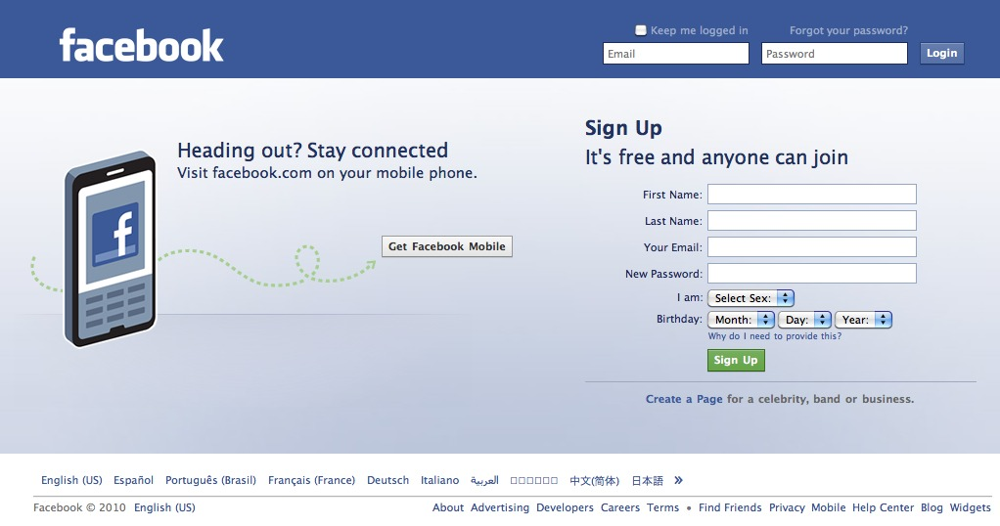 facebook
Keep me logged in Forgot your password?
Email Password Login
Heading out? Stay connected
Visit facebook.com on your mobile phone.
f
Get Facebook Mobile
Sign Up
It's free and anyone can join
First Name:
Last Name:
Your Email:
New Password:
I am: Select Sex:
Birthday: Month: Day: Year:
Why do I need to provide this?
Sign Up
Create a Page for a celebrity, band or business.
English (US) Español Português (Brasil) Français (France) Deutsch Italiano العربية 中文(简体) 日本語 »
Facebook © 2010 English (US) About Advertising Developers Careers Terms • Find Friends Privacy Mobile Help Center Blog Widgets